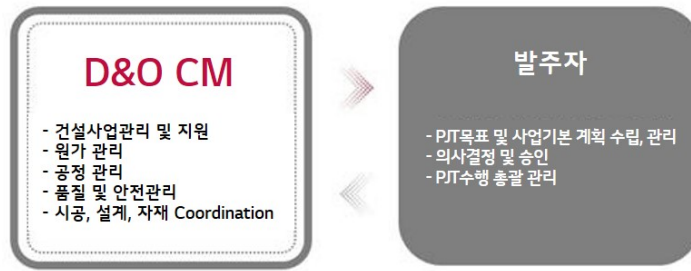 D&O CM
- 건설사업관리 및 지원
- 원가 관리
- 공정 관리
- 품질 및 안전관리
- 시공, 설계, 자재 Coordination
발주자
- PJT목표 및 사업기본 계획 수립, 관리
- 의사결정 및 승인
- PJT수행 총괄 관리